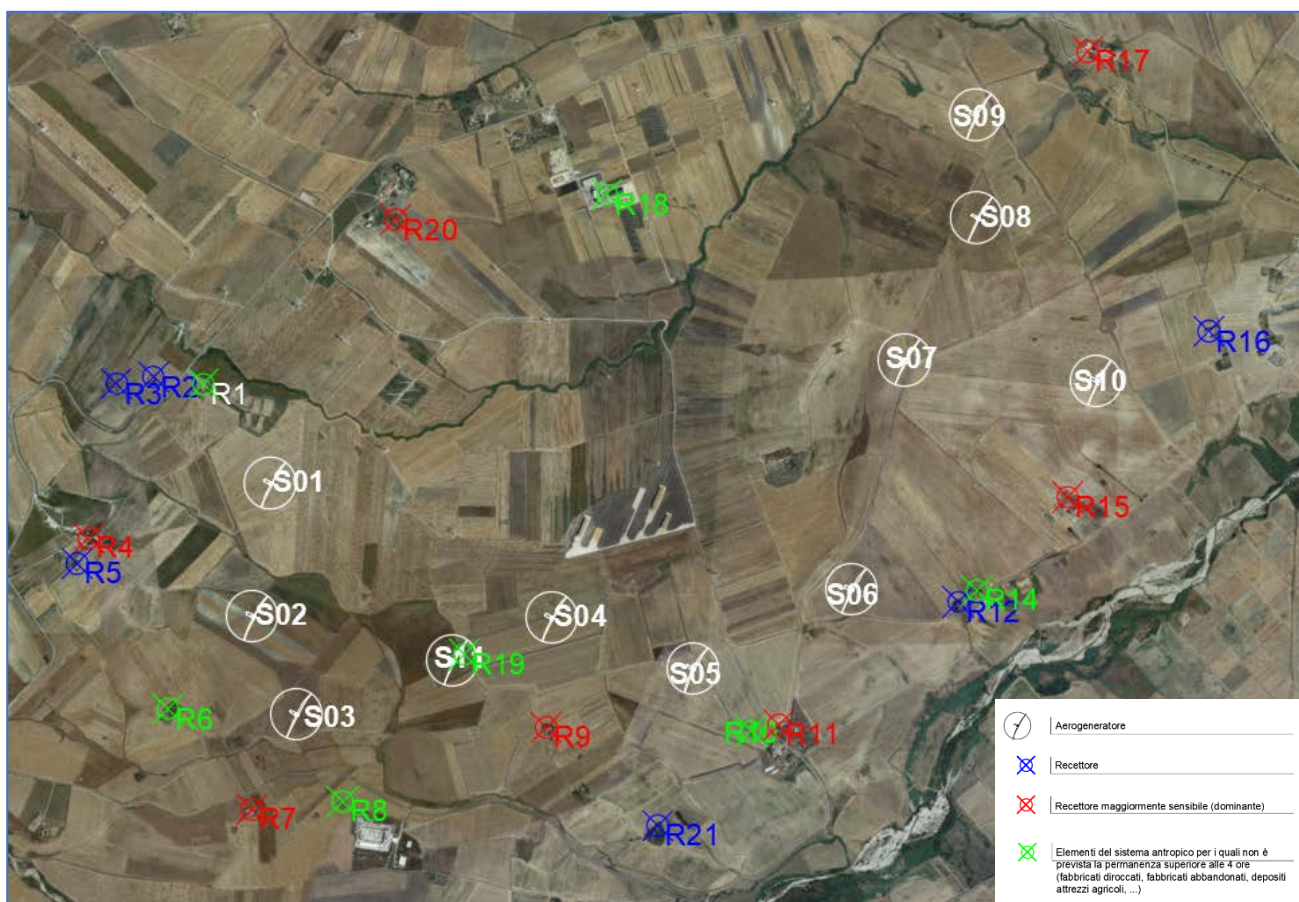 R17
S09
R18
S08
R20
R16
S07
S10
R3
R2
R1
S01
R15
R4
R5
S06
R14
R12
S02
S04
R19
S05
R6
S03
R9
R11
R7
R8
R21
Aerogeneratore
Recettore
Recettore maggiormente sensibile (dominante)
Elementi del sistema antropico per i quali non è
prevista la permanenza superiore alle 4 ore
(fabbricati diroccati, fabbricati abbandonati, depositi
attrezzi agricoli, ...)